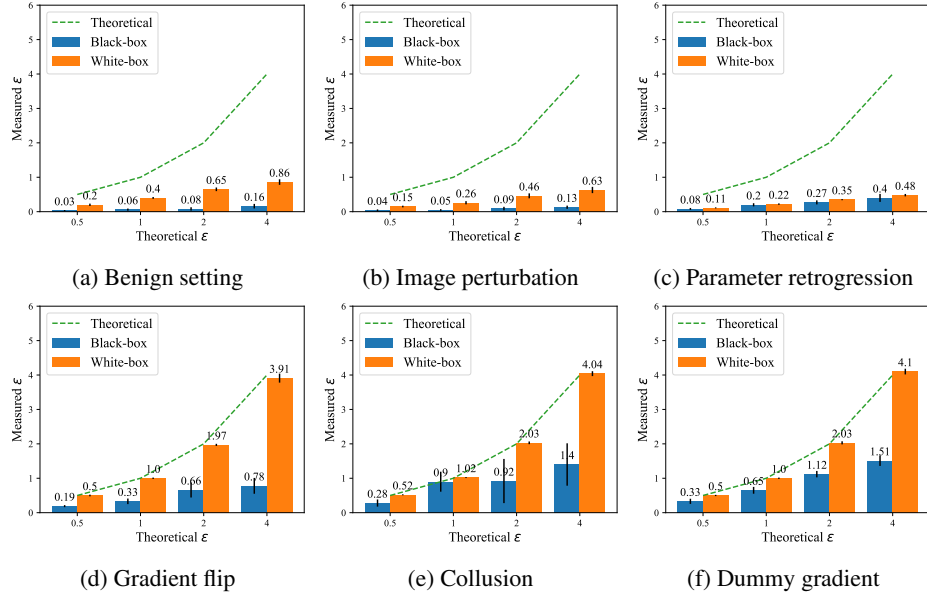 6
5
4
3
2
1
0
Measured ε
Theoretical
Black-box
White-box
0.03 0.2 0.06 0.4 0.08 0.65 0.16 0.86
0.5 1 2 4
Theoretical ε
(a) Benign setting
6
5
4
3
2
1
0
Measured ε
Theoretical
Black-box
White-box
0.04 0.15 0.05 0.26 0.09 0.46 0.13 0.63
0.5 1 2 4
Theoretical ε
(b) Image perturbation
6
5
4
3
2
1
0
Measured ε
Theoretical
Black-box
White-box
0.08 0.11 0.2 0.22 0.27 0.35 0.4 0.48
0.5 1 2 4
Theoretical ε
(c) Parameter retrogression
6
5
4
3
2
1
0
Measured ε
Theoretical
Black-box
White-box
0.19 0.5 0.33 1.0 0.66 1.97 0.78 3.91
0.5 1 2 4
Theoretical ε
(d) Gradient flip
6
5
4
3
2
1
0
Measured ε
Theoretical
Black-box
White-box
0.28 0.52 0.9 1.02 0.92 2.03 1.4 4.04
0.5 1 2 4
Theoretical ε
(e) Collusion
6
5
4
3
2
1
0
Measured ε
Theoretical
Black-box
White-box
0.33 0.5 0.65 1.0 1.12 2.03 1.51 4.1
0.5 1 2 4
Theoretical ε
(f) Dummy gradient